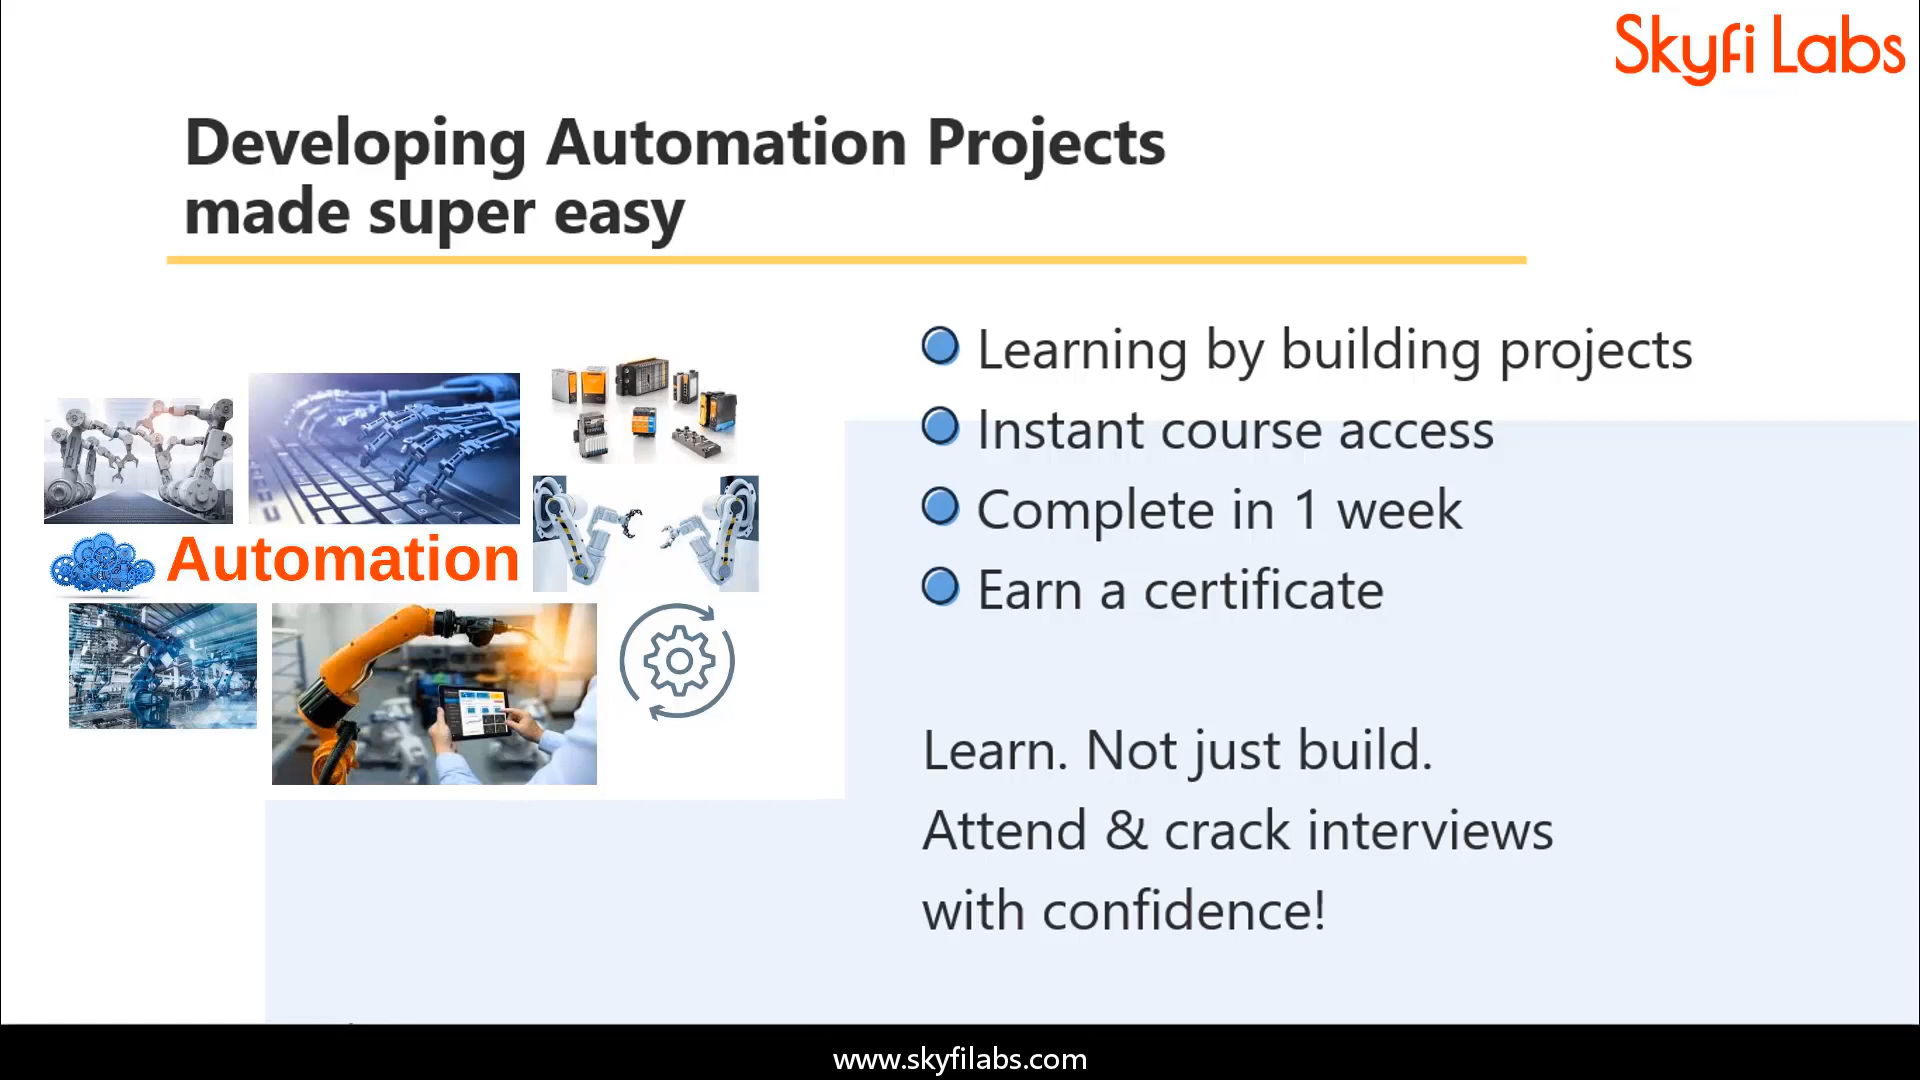 Skyfi Labs
Developing Automation Projects
made super easy
Learning by building projects
Instant course access
Complete in 1 week
Earn a certificate
Automation
Learn. Not just build.
Attend & crack interviews
with confidence!
www.skyfilabs.com